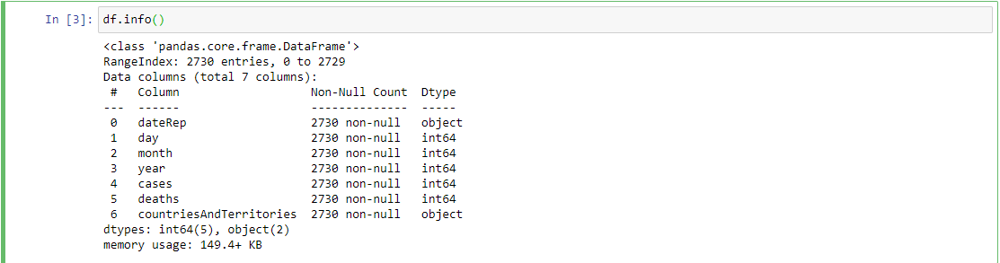 In [3]: df.info()
<class 'pandas.core.frame.DataFrame'>
RangeIndex: 2730 entries, 0 to 2729
Data columns (total 7 columns):
 #   Column                   Non-Null Count  Dtype
---  ------                   --------------  -----
 0   dateRep                  2730 non-null   object
 1   day                      2730 non-null   int64
 2   month                    2730 non-null   int64
 3   year                     2730 non-null   int64
 4   cases                    2730 non-null   int64
 5   deaths                   2730 non-null   int64
 6   countriesAndTerritories  2730 non-null   object
dtypes: int64(5), object(2)
memory usage: 149.4+ KB